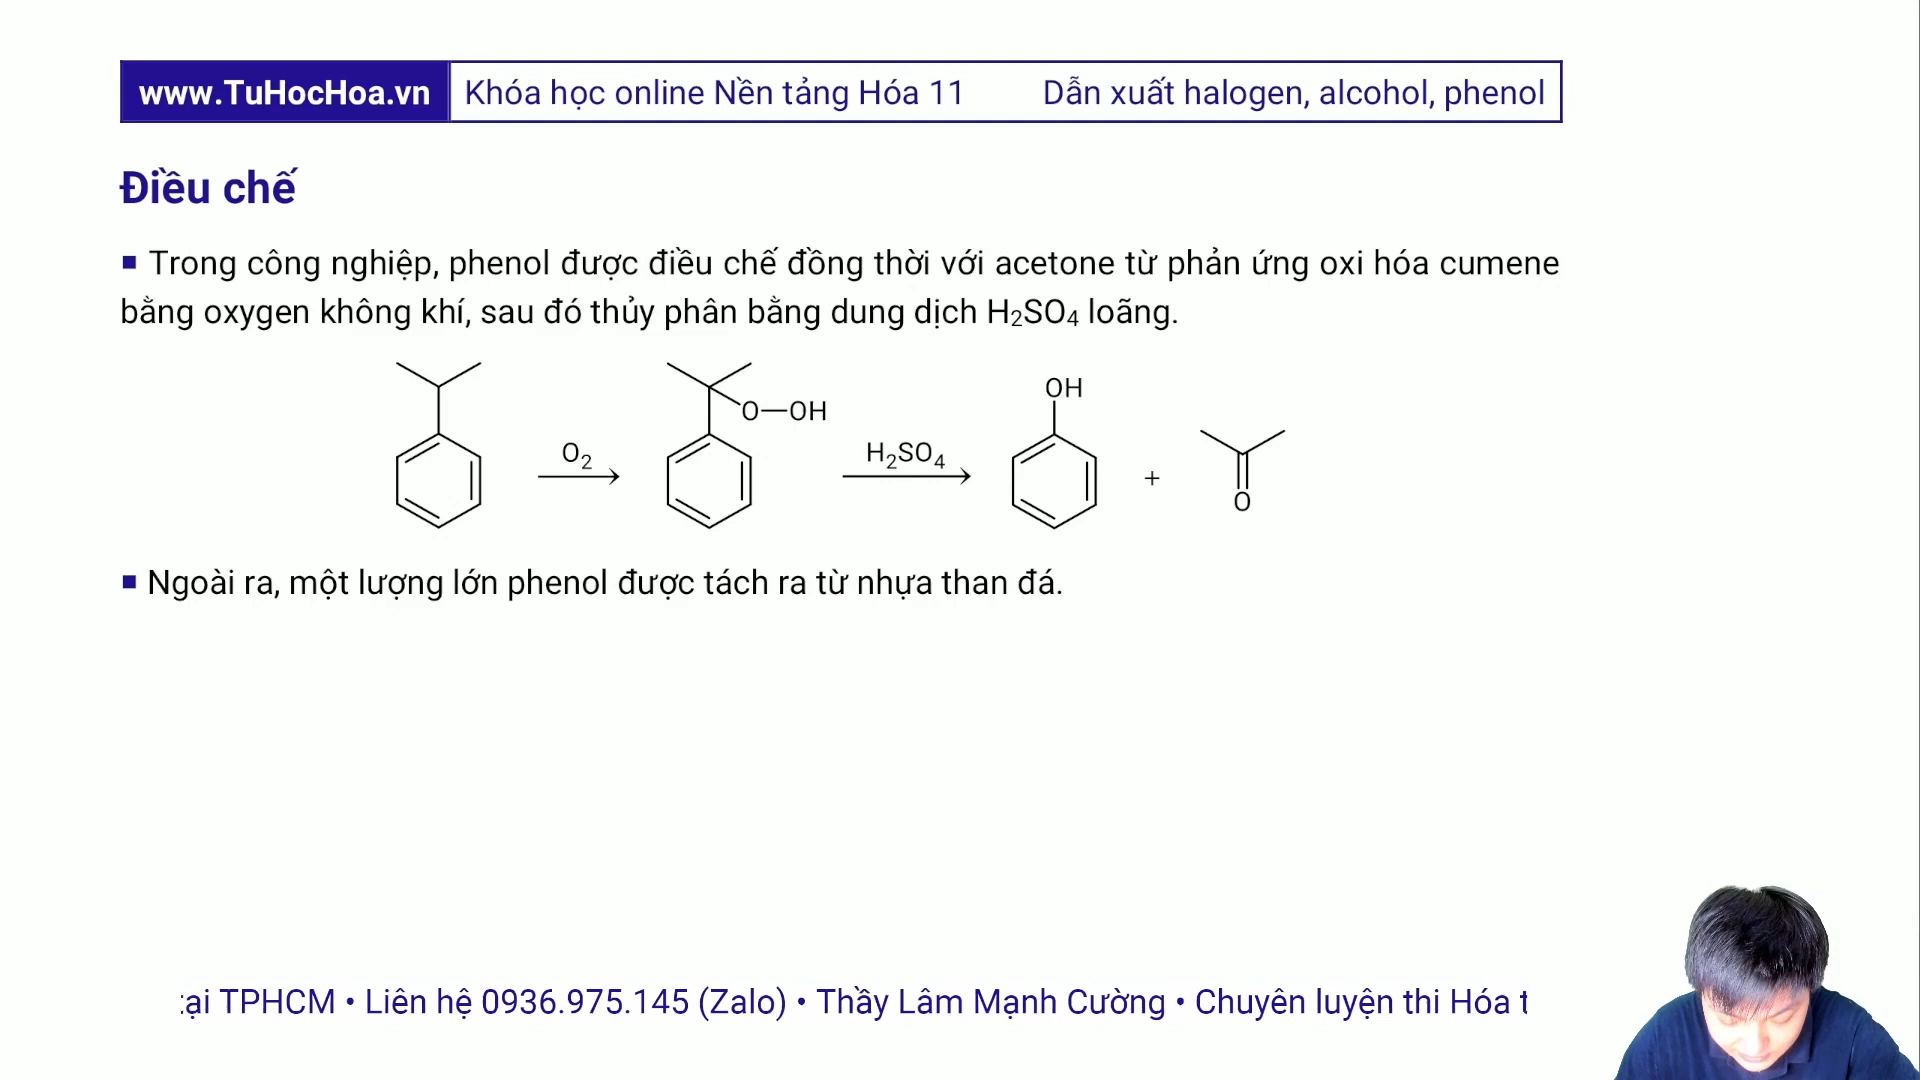 www.TuHocHoa.vn Khóa học online Nền tảng Hóa 11 Dẫn xuất halogen, alcohol, phenol
Điều chế
▪ Trong công nghiệp, phenol được điều chế đồng thời với acetone từ phản ứng oxi hóa cumene
bằng oxygen không khí, sau đó thủy phân bằng dung dịch H₂SO₄ loãng.
OH
O—OH
O₂ H₂SO₄
+
O
▪ Ngoài ra, một lượng lớn phenol được tách ra từ nhựa than đá.
tại TPHCM • Liên hệ 0936.975.145 (Zalo) • Thầy Lâm Mạnh Cường • Chuyên luyện thi Hóa t